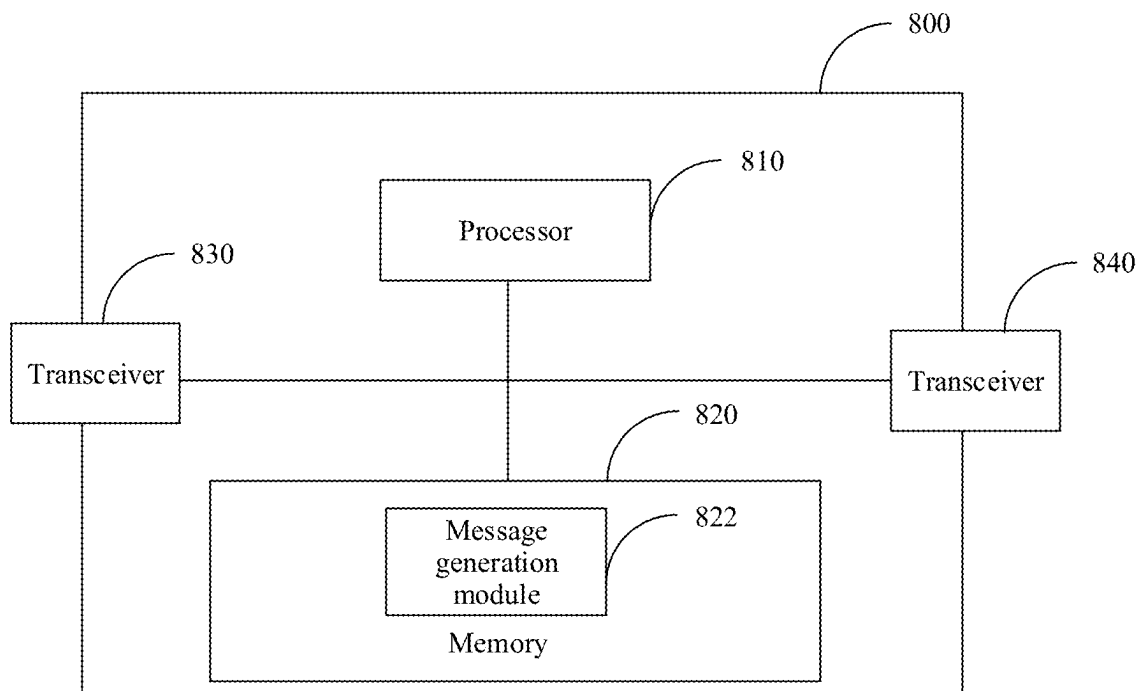 800
810
Processor
830
840
Transceiver
Transceiver
820
822
Message
generation
module
Memory